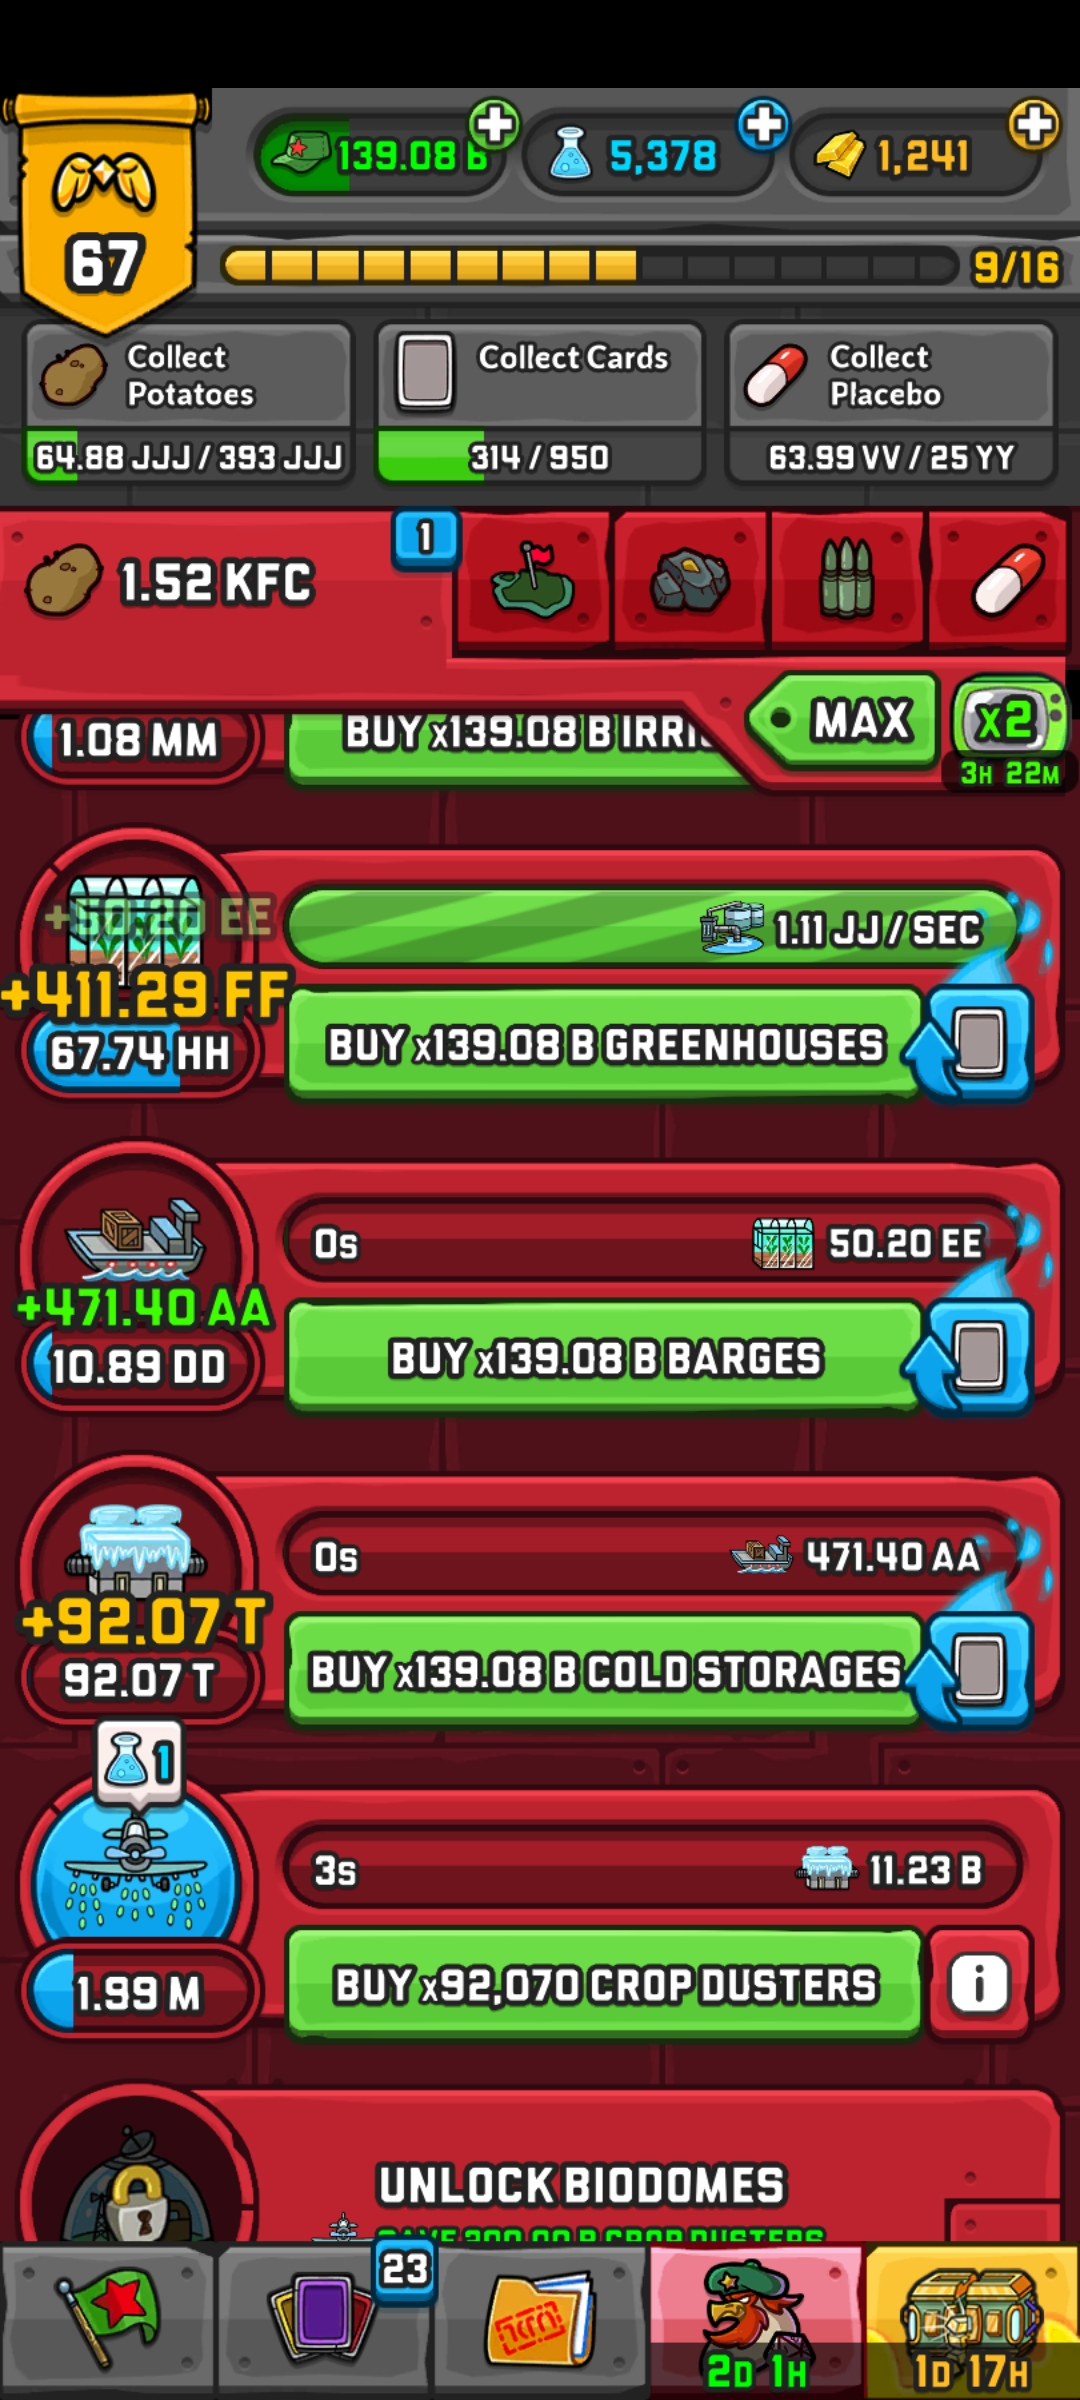 139.08 B
5,378
1,241
67
9/16
Collect
Potatoes
64.88 JJJ / 393 JJJ
Collect Cards
314 / 950
Collect
Placebo
63.99 VV / 25 YY
1.52 KFC
1
MAX
x2
3H 22M
1.08 MM
BUY x139.08 B
+50.20 EE
+411.29 FF
67.74 HH
1.11 JJ / SEC
BUY x139.08 B GREENHOUSES
+471.40 AA
10.89 DD
0s
50.20 EE
BUY x139.08 B BARGES
+92.07 T
92.07 T
0s
471.40 AA
BUY x139.08 B COLD STORAGES
1
1.99 M
3s
11.23 B
BUY x92,070 CROP DUSTERS
UNLOCK BIODOMES
CROP DUSTERS
23
2D 1H
1D 17H